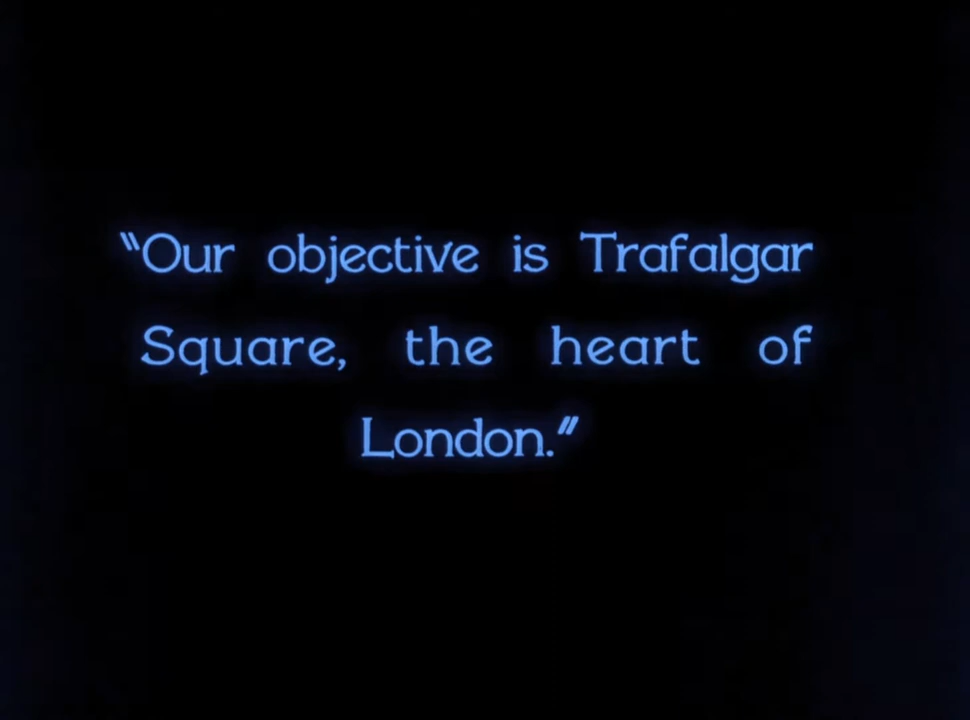 “Our objective is Trafalgar
Square, the heart of
London.”